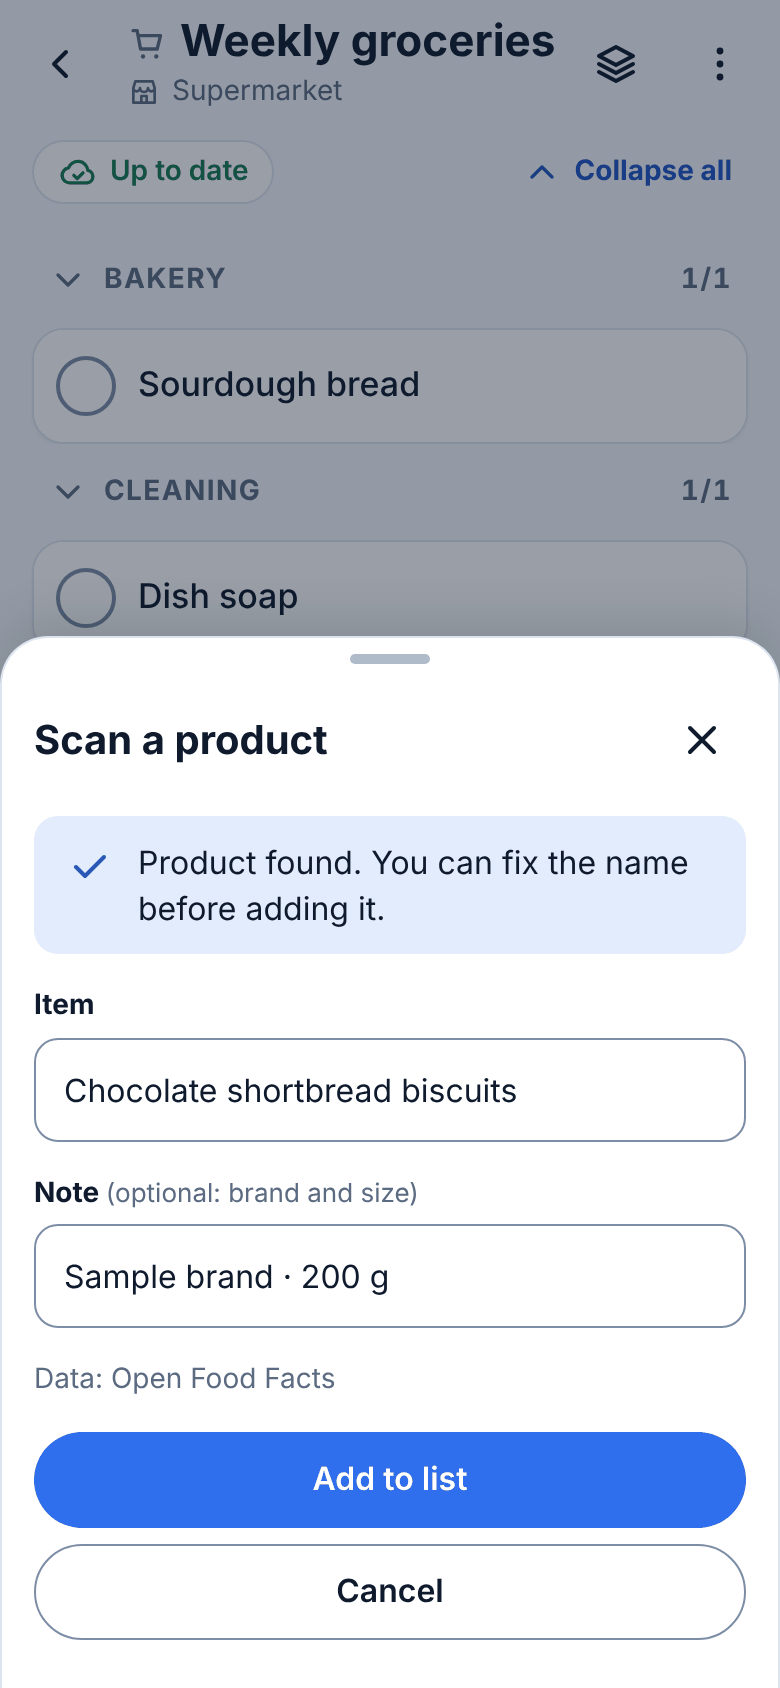 Weekly groceries
Supermarket
Up to date
Collapse all
BAKERY
1/1
Sourdough bread
CLEANING
1/1
Dish soap
Scan a product
Product found. You can fix the name
before adding it.
Item
Chocolate shortbread biscuits
Note (optional: brand and size)
Sample brand · 200 g
Data: Open Food Facts
Add to list
Cancel